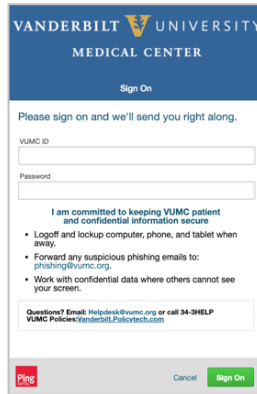 VANDERBILT V UNIVERSITY
MEDICAL CENTER
Sign On
Please sign on and we'll send you right along.
VUMC ID
Password
I am committed to keeping VUMC patient
and confidential information secure
• Logoff and lockup computer, phone, and tablet when
away.
• Forward any suspicious phishing emails to:
phishing@vumc.org.
• Work with confidential data where others cannot see
your screen.
Questions? Email: Helpdesk@vumc.org or call 34-3HELP
VUMC Policies:Vanderbilt.Policytech.com
Ping
Cancel
Sign On